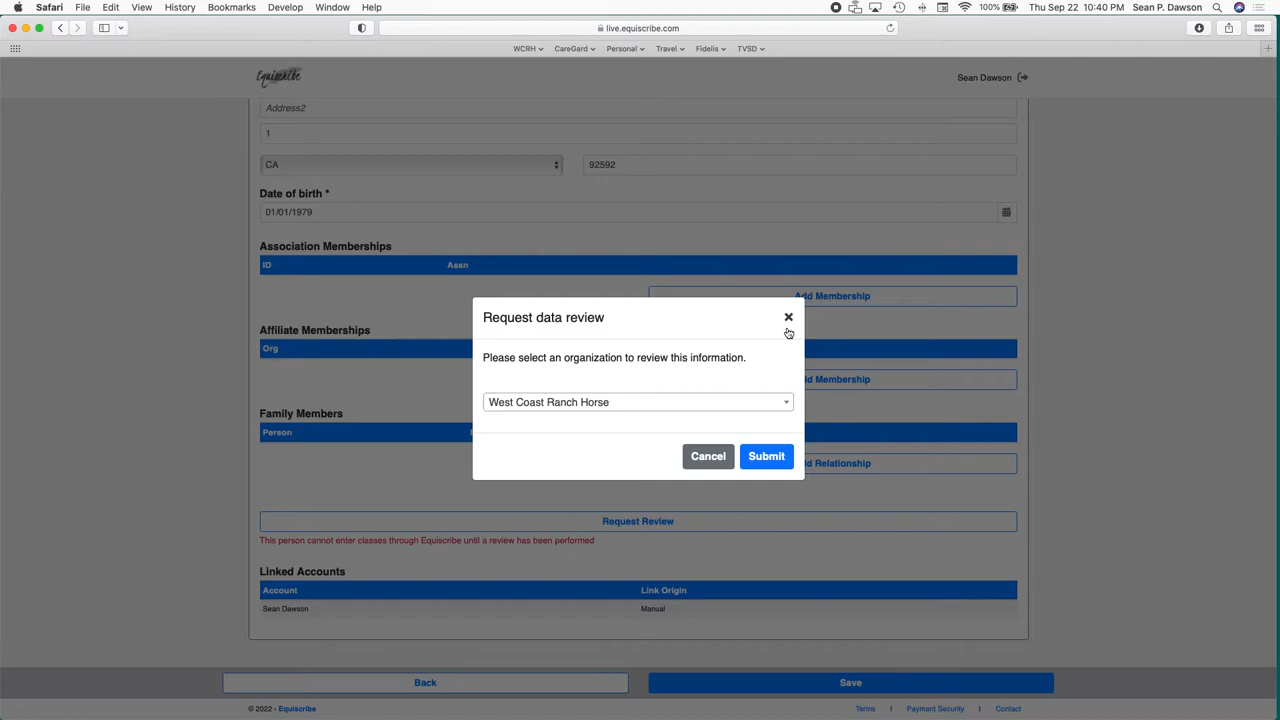 Safari File Edit View History Bookmarks Develop Window Help 100% Thu Sep 22 10:40 PM Sean P. Dawson
live.equiscribe.com
WCRH CareGard Personal Travel Fidelis TVSD
Equiscribe Sean Dawson
Address2
1
CA 92592
Date of birth *
01/01/1979
Association Memberships
ID Assn
Add Membership
Request data review
Affiliate Memberships
Org
Please select an organization to review this information.
dd Membership
West Coast Ranch Horse
Family Members
Person
Cancel Submit
dd Relationship
Request Review
This person cannot enter classes through Equiscribe until a review has been performed
Linked Accounts
Account Link Origin
Sean Dawson Manual
Back Save
© 2022 - Equiscribe Terms | Payment Security | Contact